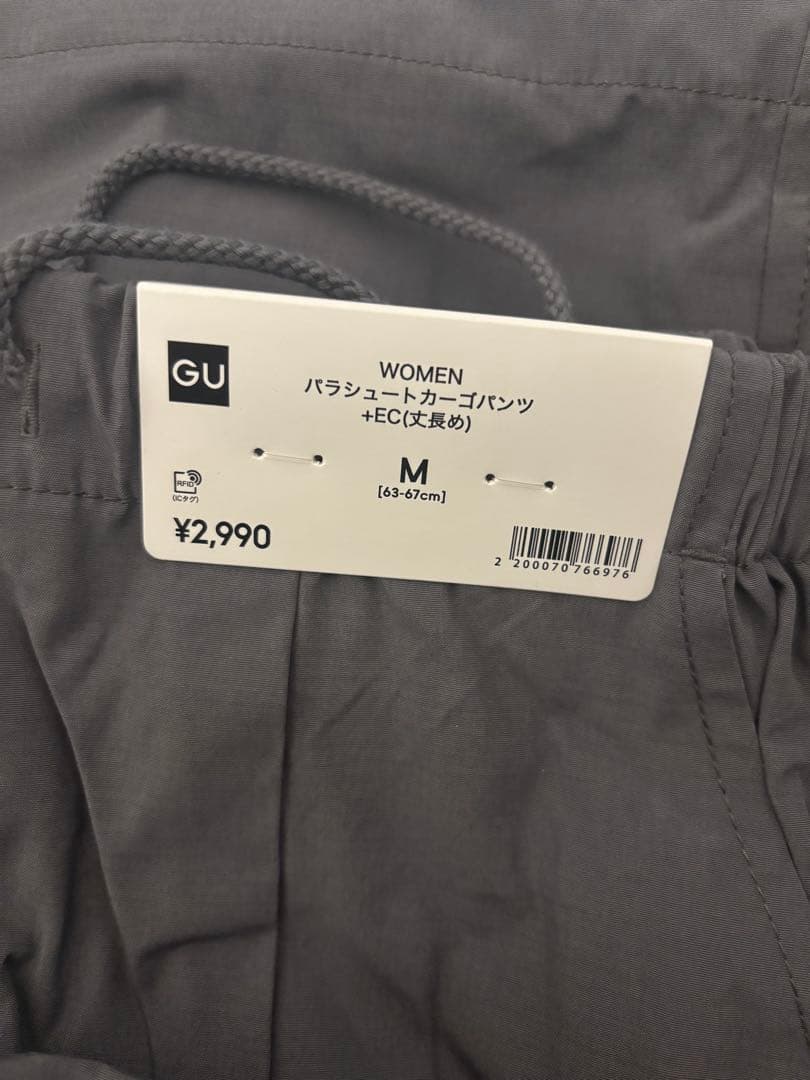 GU
WOMEN
パラシュートカーゴパンツ
+EC(丈長め)
M
[63-67cm]
RFID
(ICタグ)
¥2,990
2 200070 766976